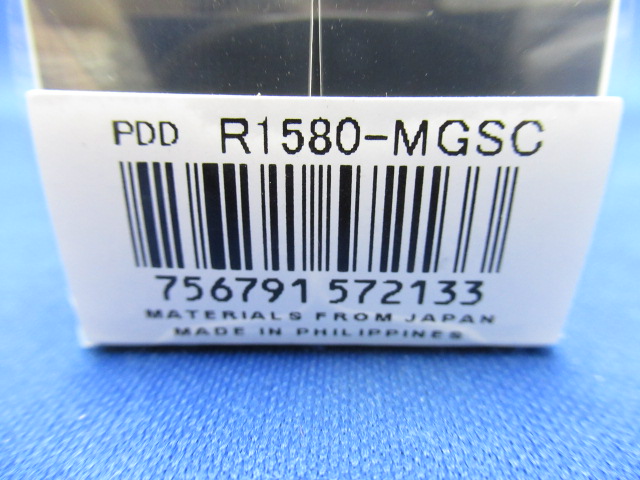 PDD R1580-MGSC
756791 572133
MATERIALS FROM JAPAN
MADE IN PHILIPPINES